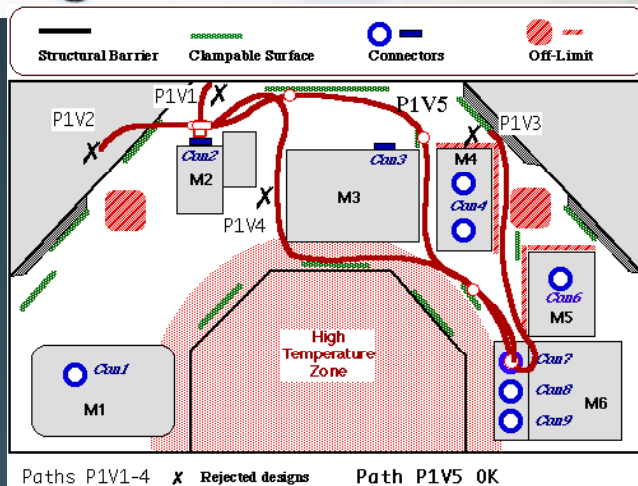 Structural Barrier
Clampable Surface
Connectors
Off-Limit
P1V1
P1V2
P1V5
P1V3
Con2
M2
Con3
M3
M4
Con4
P1V4
High
Temperature
Zone
Con6
M5
Con1
M1
Con7
Con8
Con9
M6
Paths P1V1-4 ✗ Rejected designs Path P1V5 OK